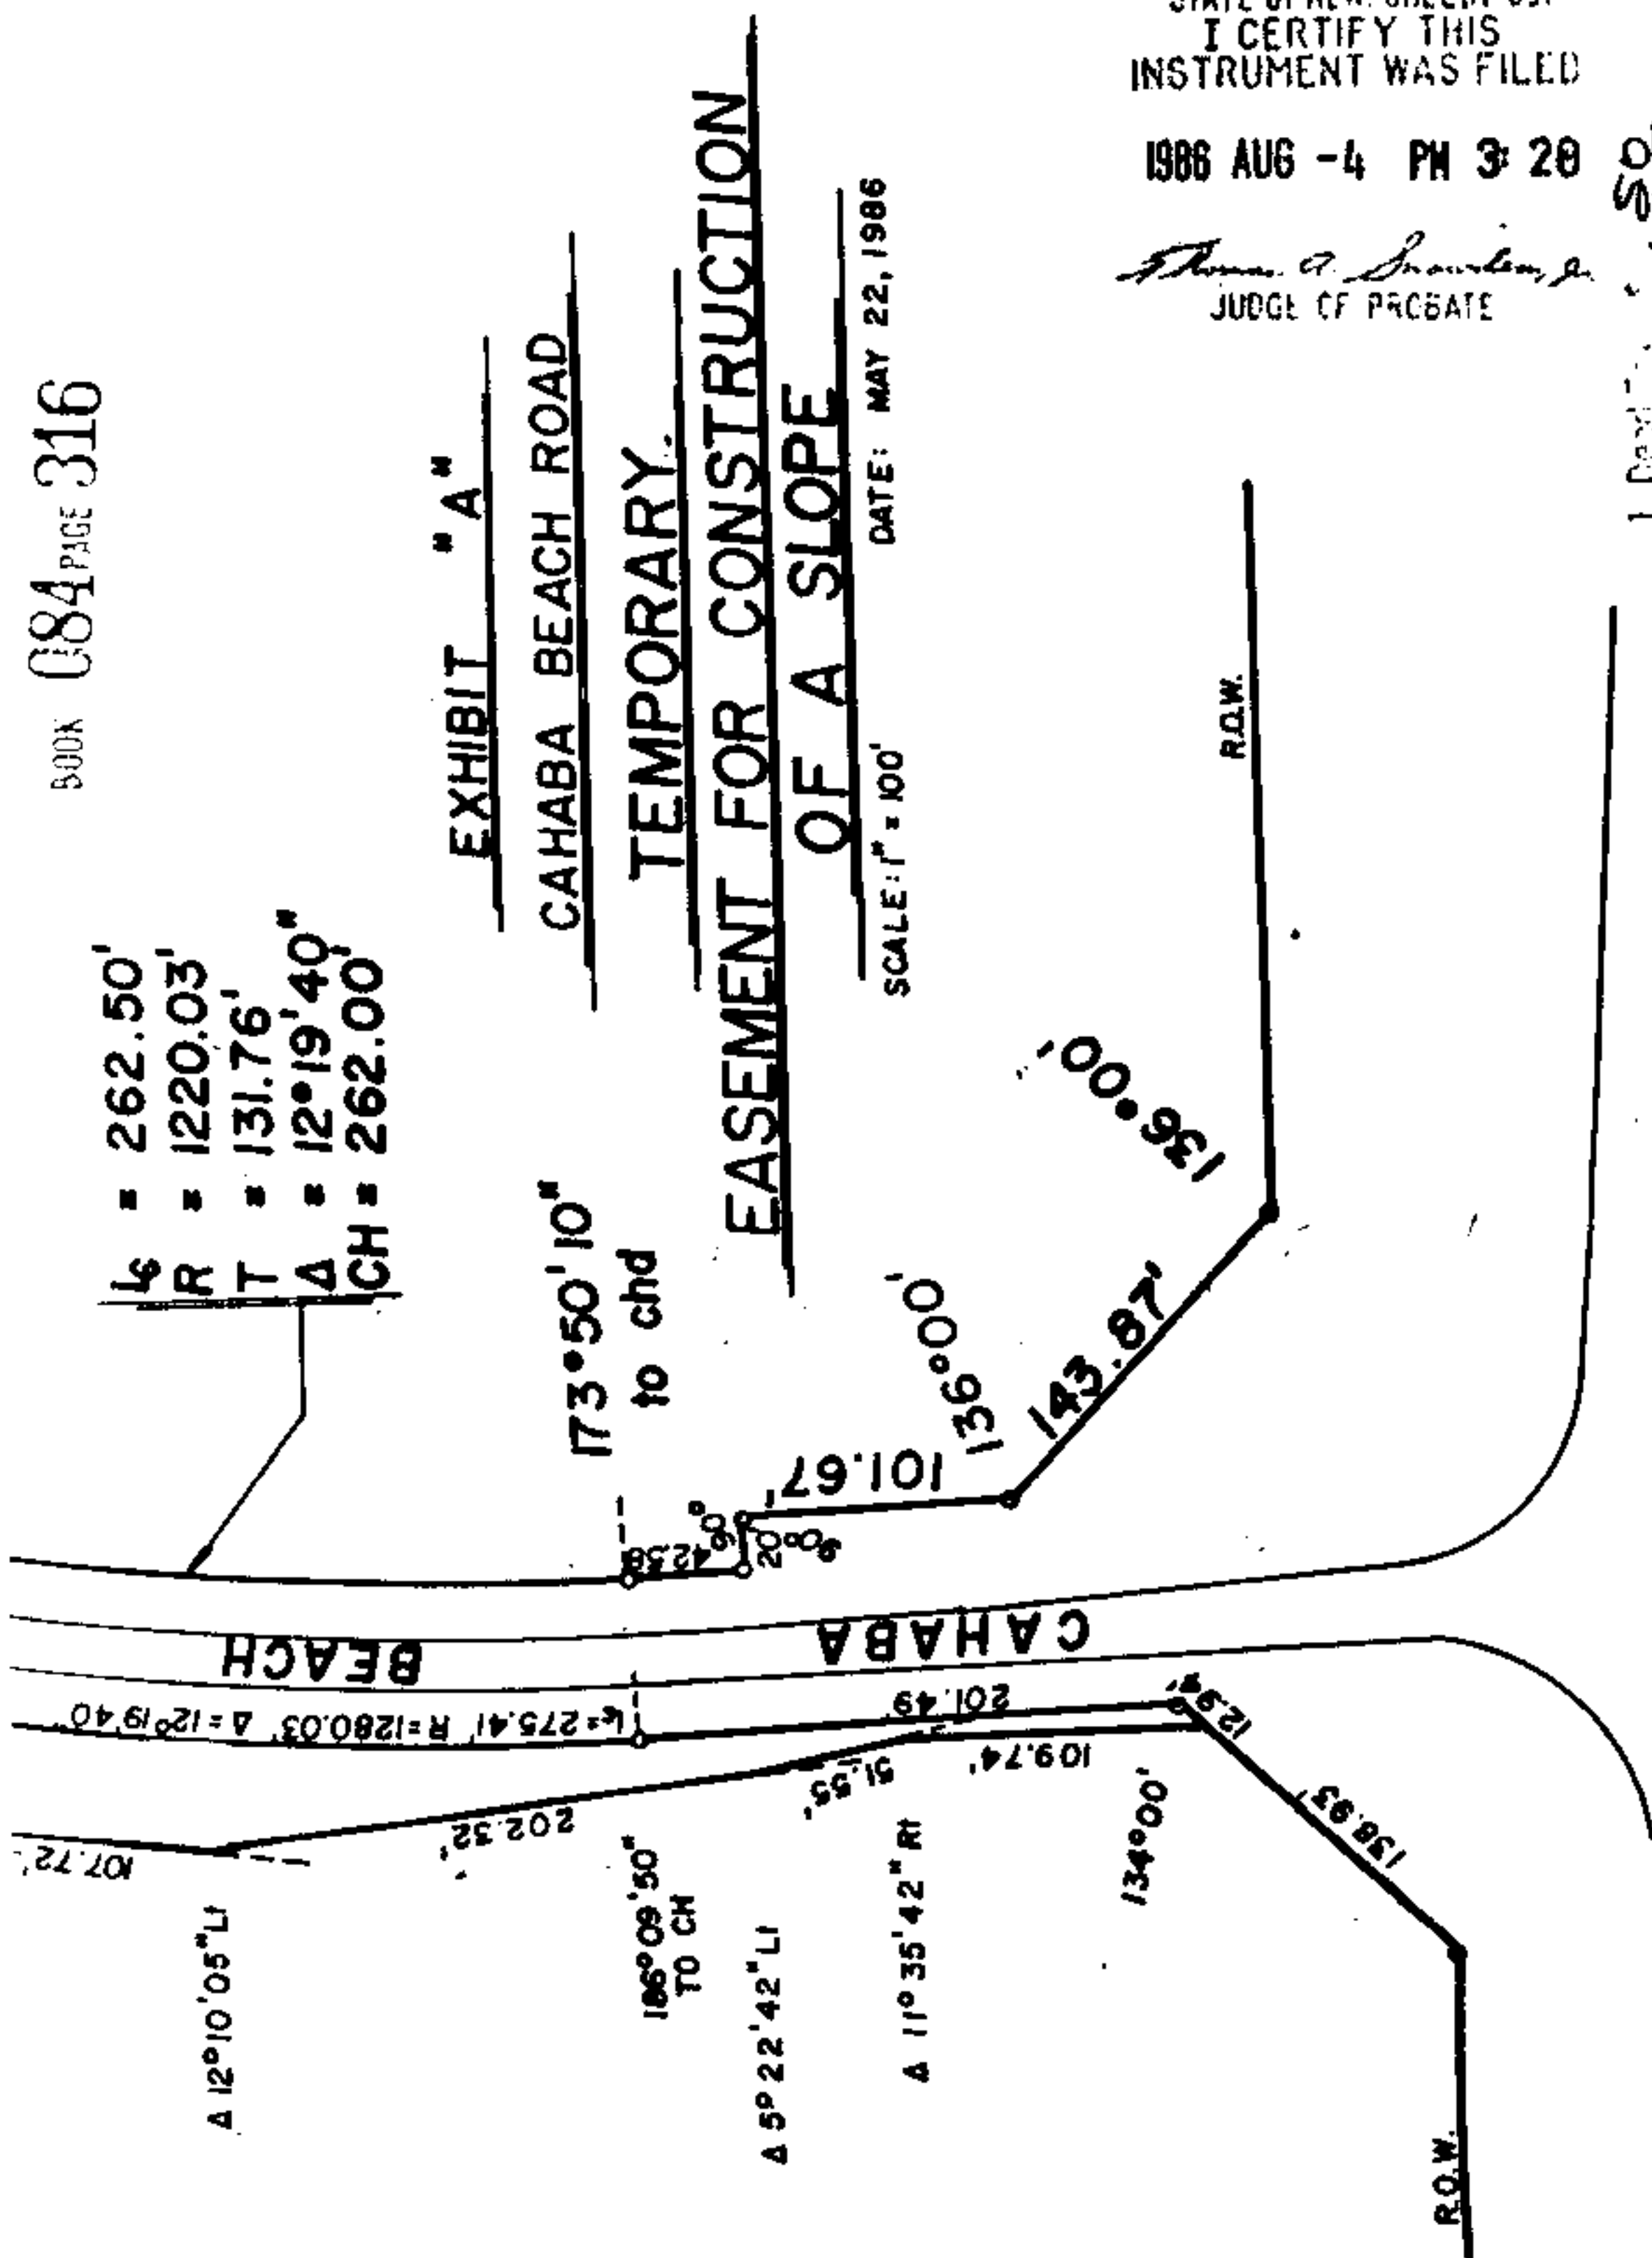 I CERTIFY THIS
INSTRUMENT WAS FILED
1986 AUG -4 PM 3:20
JUDGE OF PROBATE
BOOK 084 PAGE 316
EXHIBIT "A"
CAHABA BEACH ROAD
TEMPORARY
EASEMENT FOR CONSTRUCTION
OF A SLOPE
SCALE: 1" = 100' DATE: MAY 22, 1986
= 262.50'
R = 1220.03'
T = 131.76'
Δ = 12°19'40"
CH = 262.00'
173°50'10"
to chd
42.58
90°
20'
90°
101.67'
136°00'
143.87'
136°00'
R.O.W.
BEACH
CAHABA
= 275.41' R=1280.03' Δ=12°19'40"
201.49'
12.9
107.72'
202.32'
51.55'
109.74'
138.93'
Δ 12°10'05" Lt
186°09'50"
TO CH
Δ 5°22'42" Lt
Δ 11°35'42" Rt
134°00'
R.O.W.